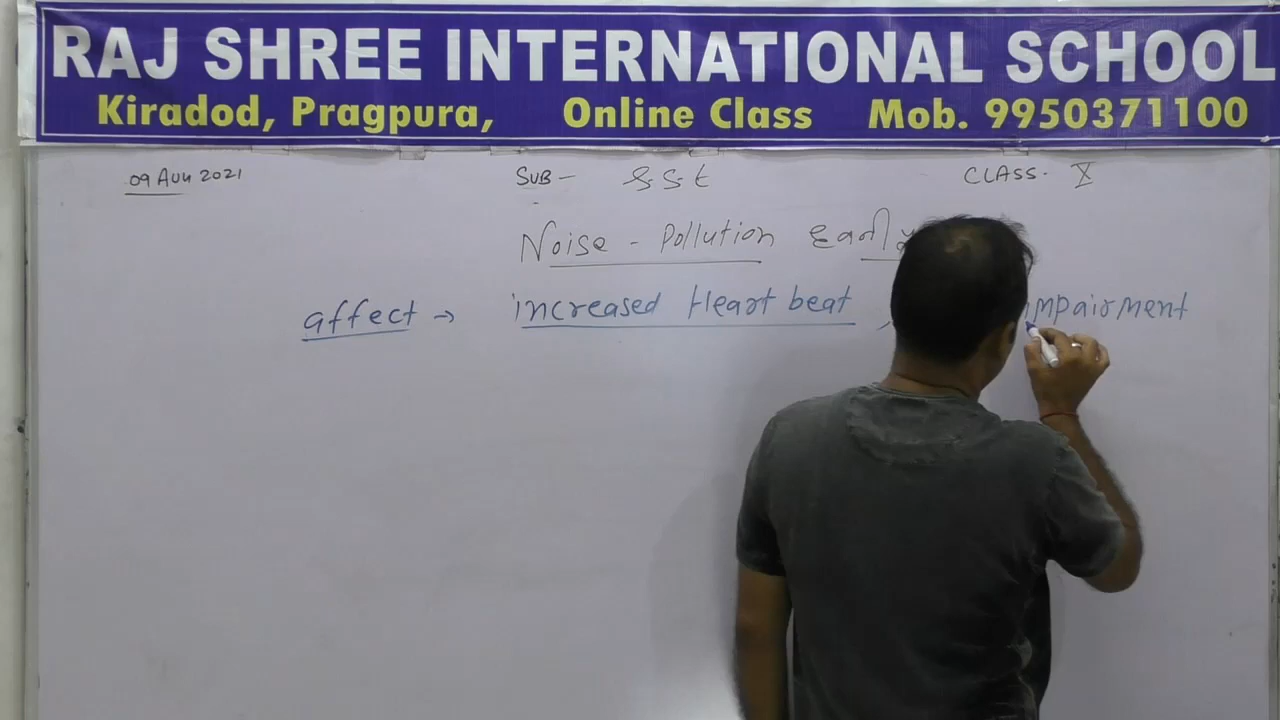 RAJ SHREE INTERNATIONAL SCHOOL
Kiradod, Pragpura, Online Class Mob. 9950371100
09 AUG 2021 SUB - S.S.t CLASS- X
Noise - Pollution
affect → increased Heart beat , impairment